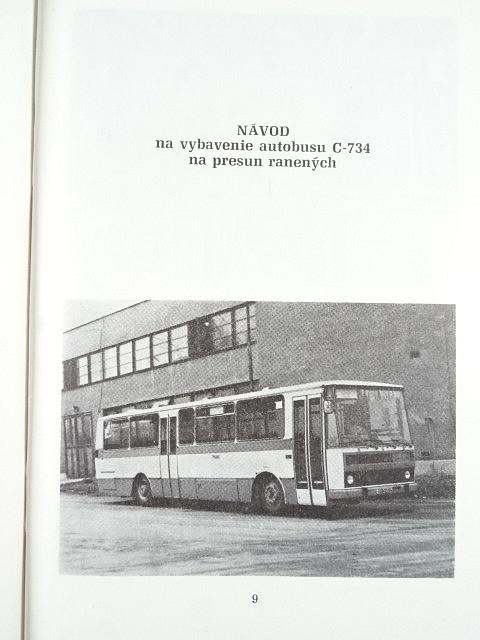 NÁVOD
na vybavenie autobusu C-734
na presun ranených
9